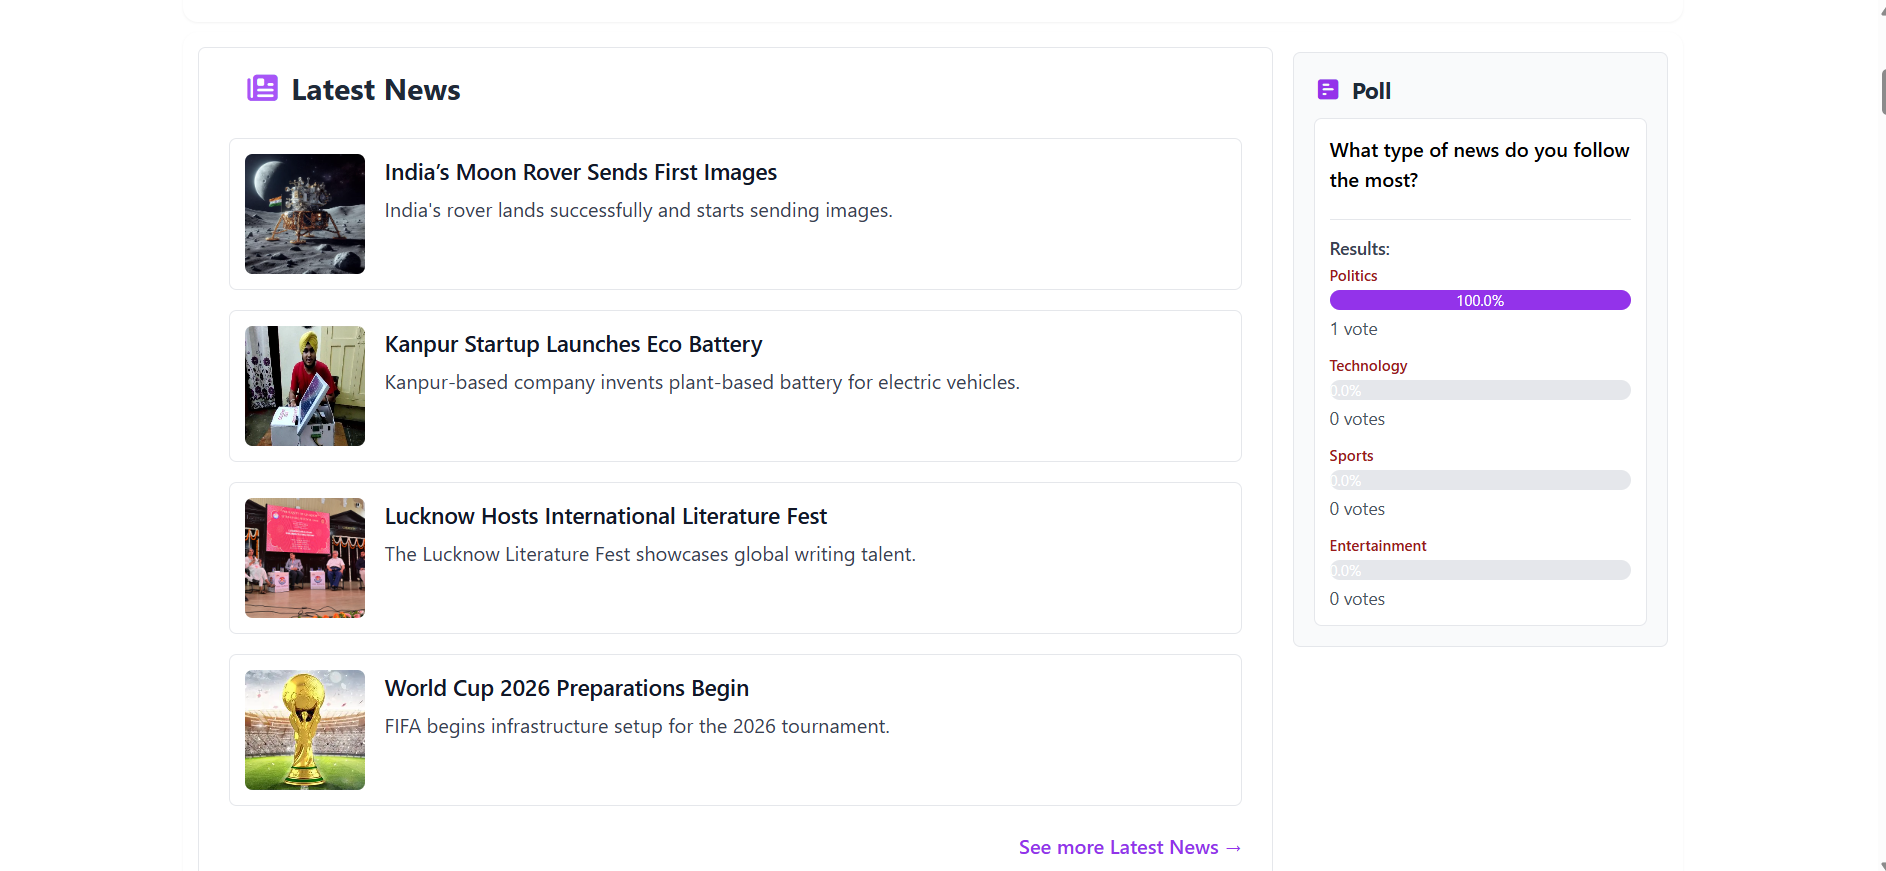 Latest News
India’s Moon Rover Sends First Images
India's rover lands successfully and starts sending images.
Kanpur Startup Launches Eco Battery
Kanpur-based company invents plant-based battery for electric vehicles.
Lucknow Hosts International Literature Fest
The Lucknow Literature Fest showcases global writing talent.
World Cup 2026 Preparations Begin
FIFA begins infrastructure setup for the 2026 tournament.
See more Latest News →
Poll
What type of news do you follow
the most?
Results:
Politics
100.0%
1 vote
Technology
0.0%
0 votes
Sports
0.0%
0 votes
Entertainment
0.0%
0 votes